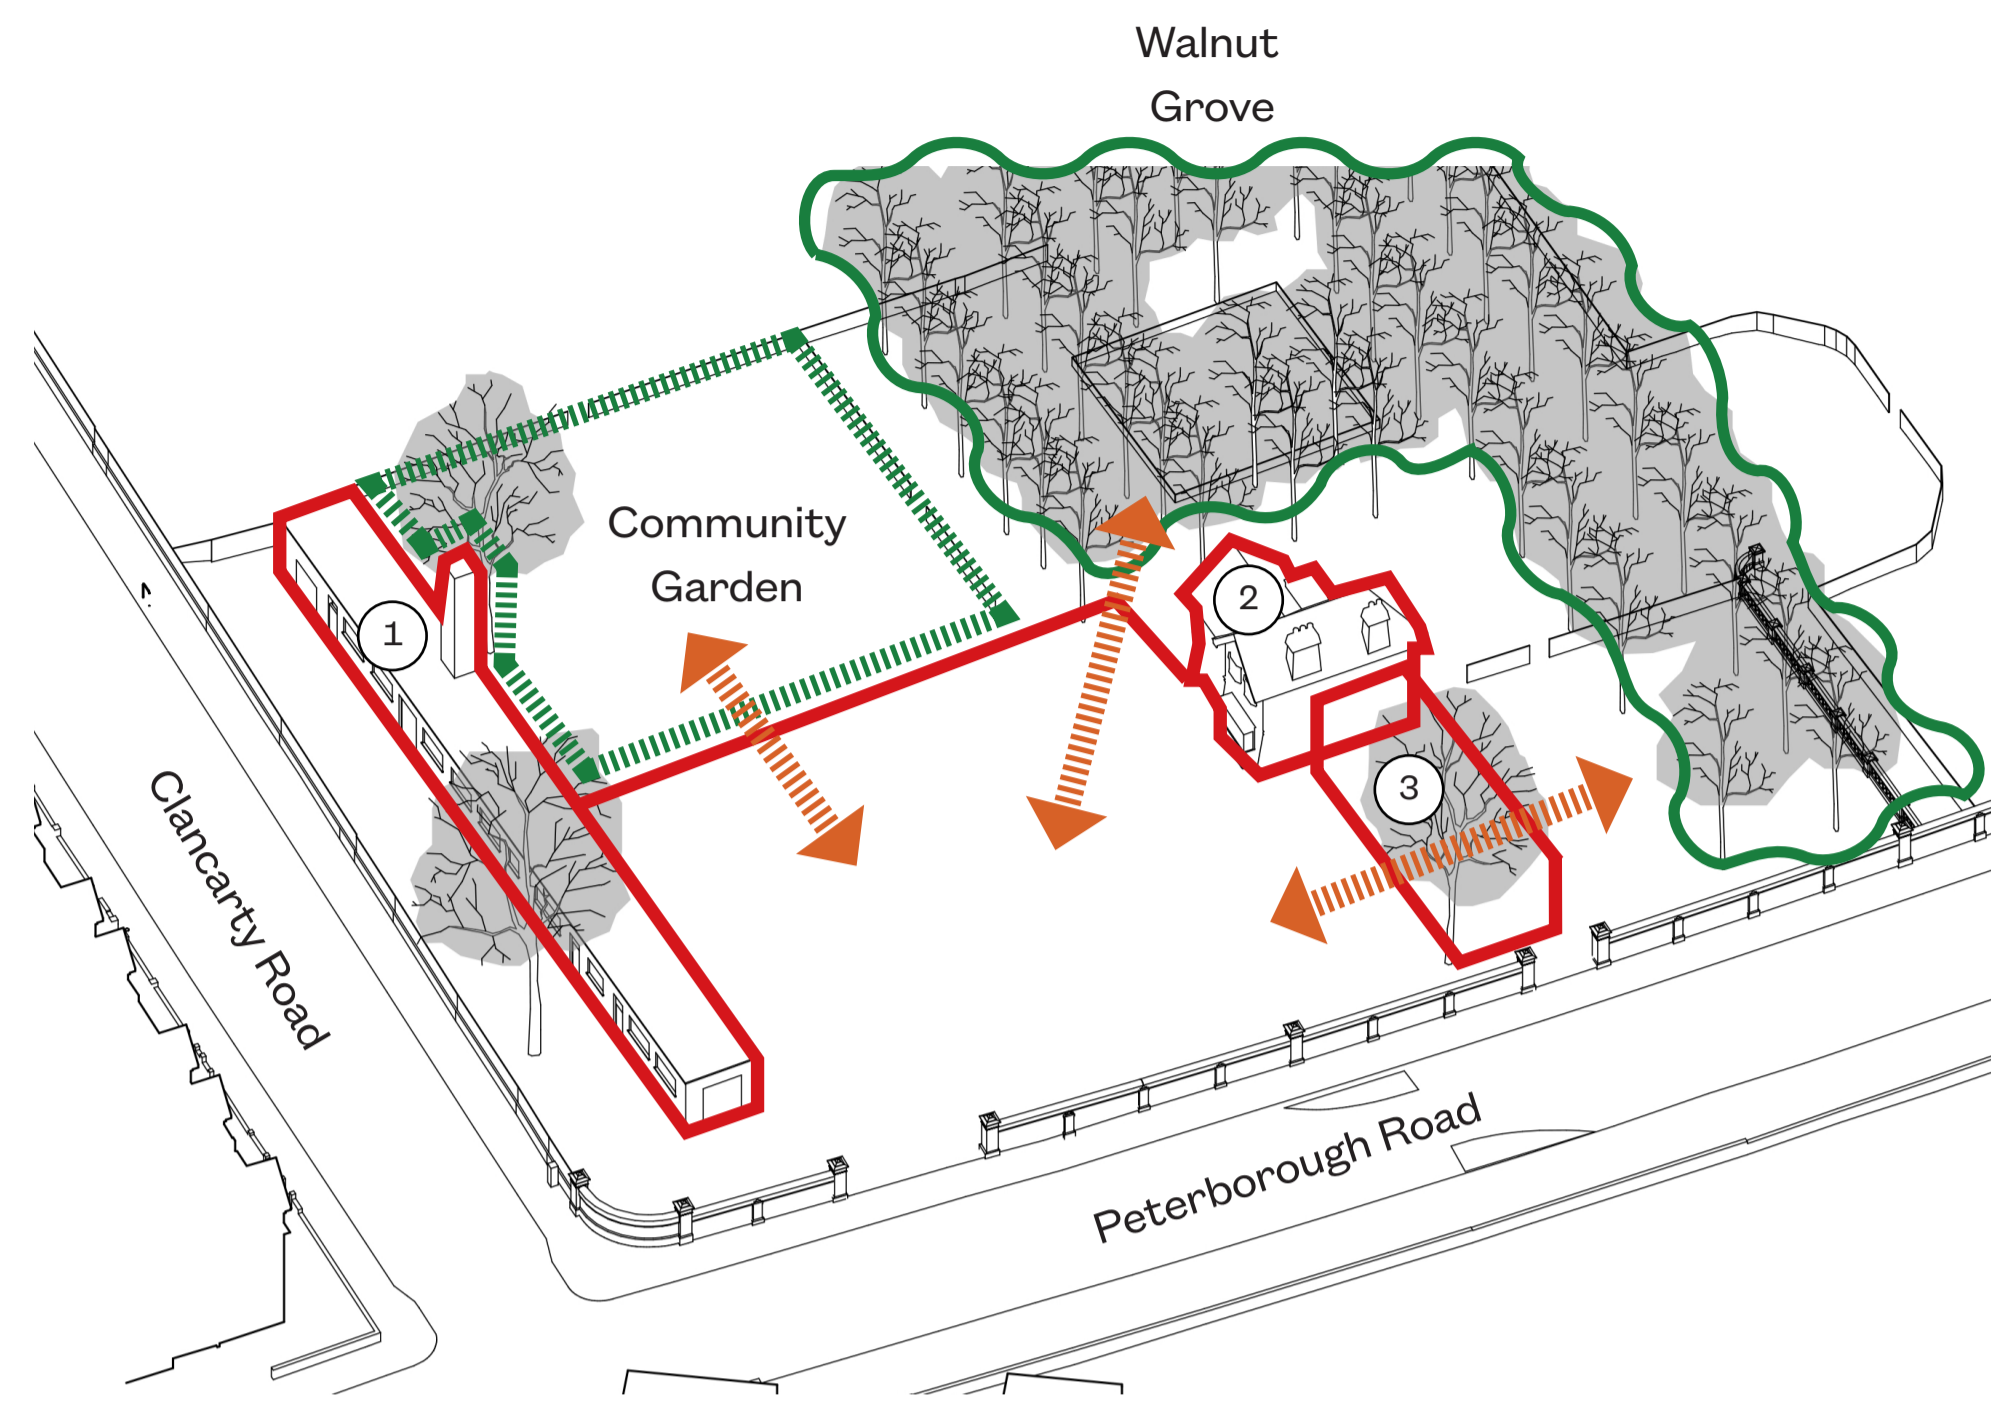 Walnut
Grove
Community
Garden
1
2
3
Clancarty Road
Peterborough Road